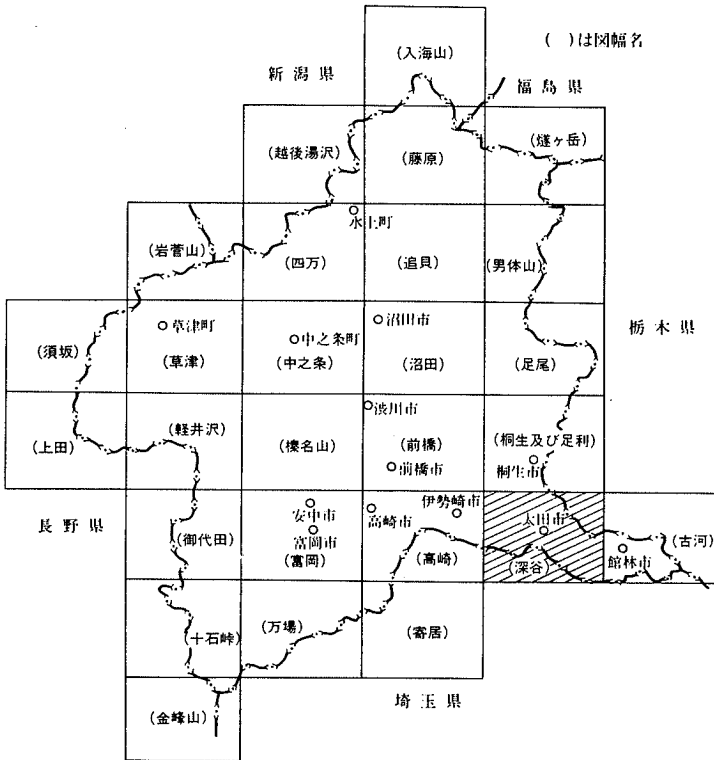 ( )は図幅名
(入海山)
新潟県
福島県
(越後湯沢)
(藤原)
(燧ヶ岳)
水上町
(岩菅山)
(四万)
(追貝)
(男体山)
栃木県
草津町
中之条町
沼田市
(須坂)
(草津)
(中之条)
(沼田)
(足尾)
渋川市
(上田)
(軽井沢)
(榛名山)
(前橋)
(桐生及び足利)
前橋市
桐生市
長野県
安中市
高崎市
伊勢崎市
太田市
(御代田)
富岡市
(富岡)
(高崎)
(深谷)
館林市
(古河)
(十石峠)
(万場)
(寄居)
埼玉県
(金峰山)